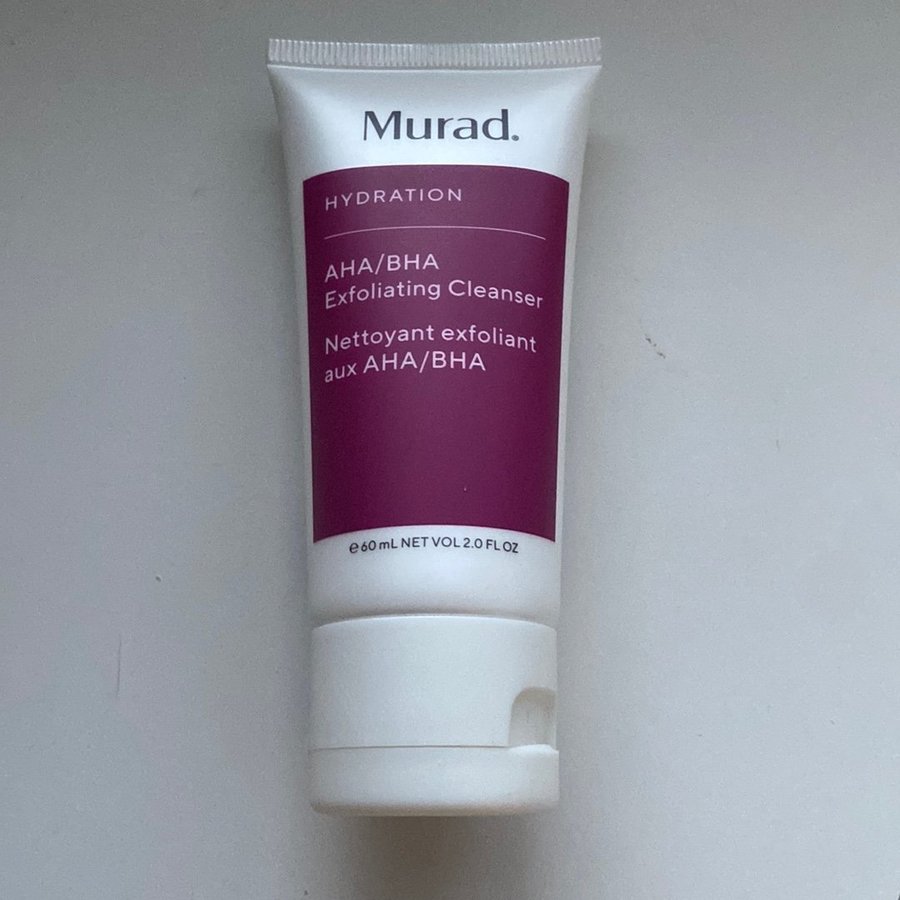 Murad.
HYDRATION
AHA/BHA
Exfoliating Cleanser
Nettoyant exfoliant
aux AHA/BHA
℮ 60 mL NET VOL 2.0 FL OZ